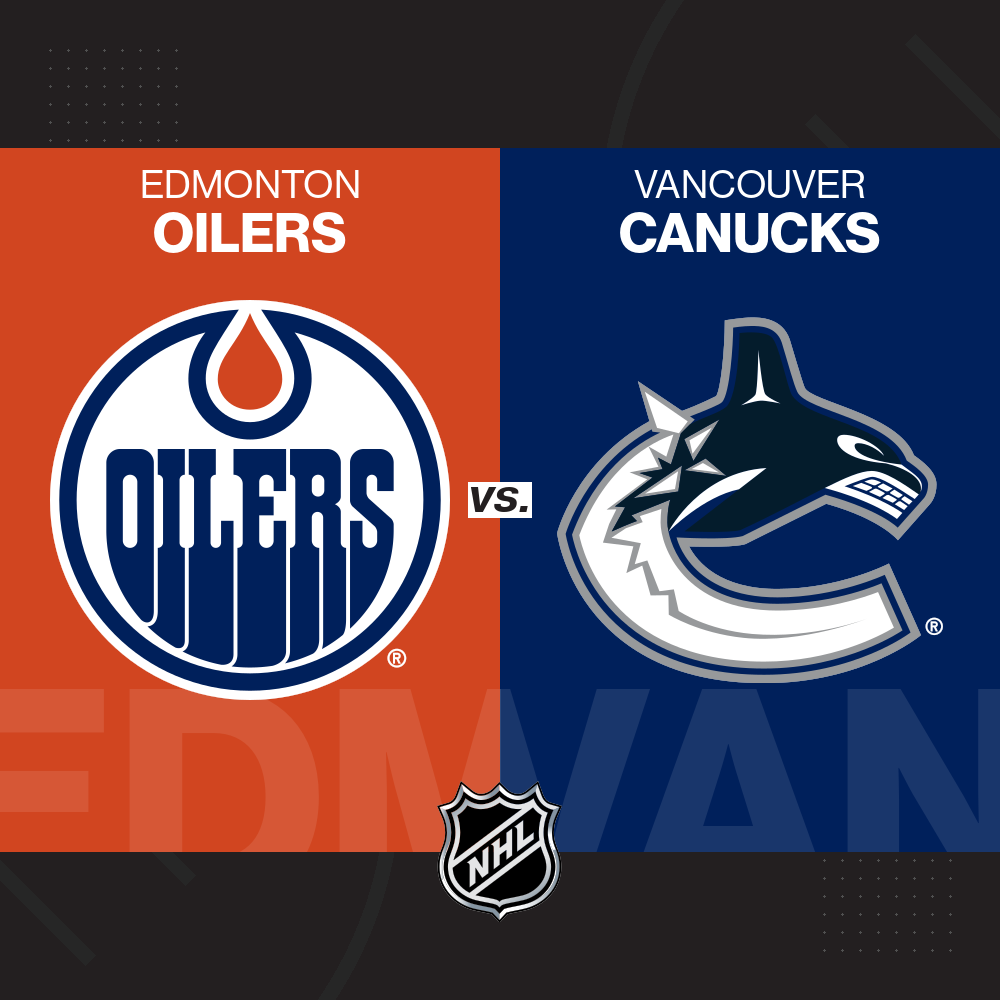 EDMONTON
OILERS
VANCOUVER
CANUCKS
OILERS
®
VS.
®
EDM
VAN
NHL